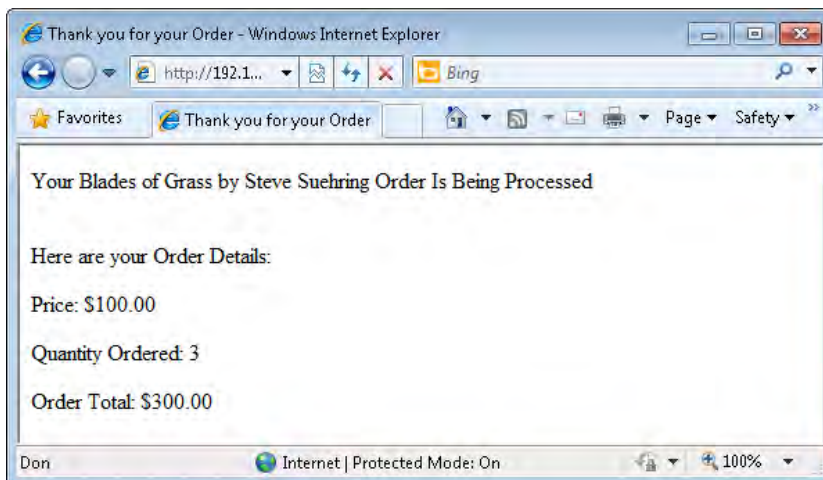 Thank you for your Order - Windows Internet Explorer
http://192.1...
Bing
Favorites
Thank you for your Order
Page
Safety
Your Blades of Grass by Steve Suehring Order Is Being Processed
Here are your Order Details:
Price: $100.00
Quantity Ordered: 3
Order Total: $300.00
Don
Internet | Protected Mode: On
100%